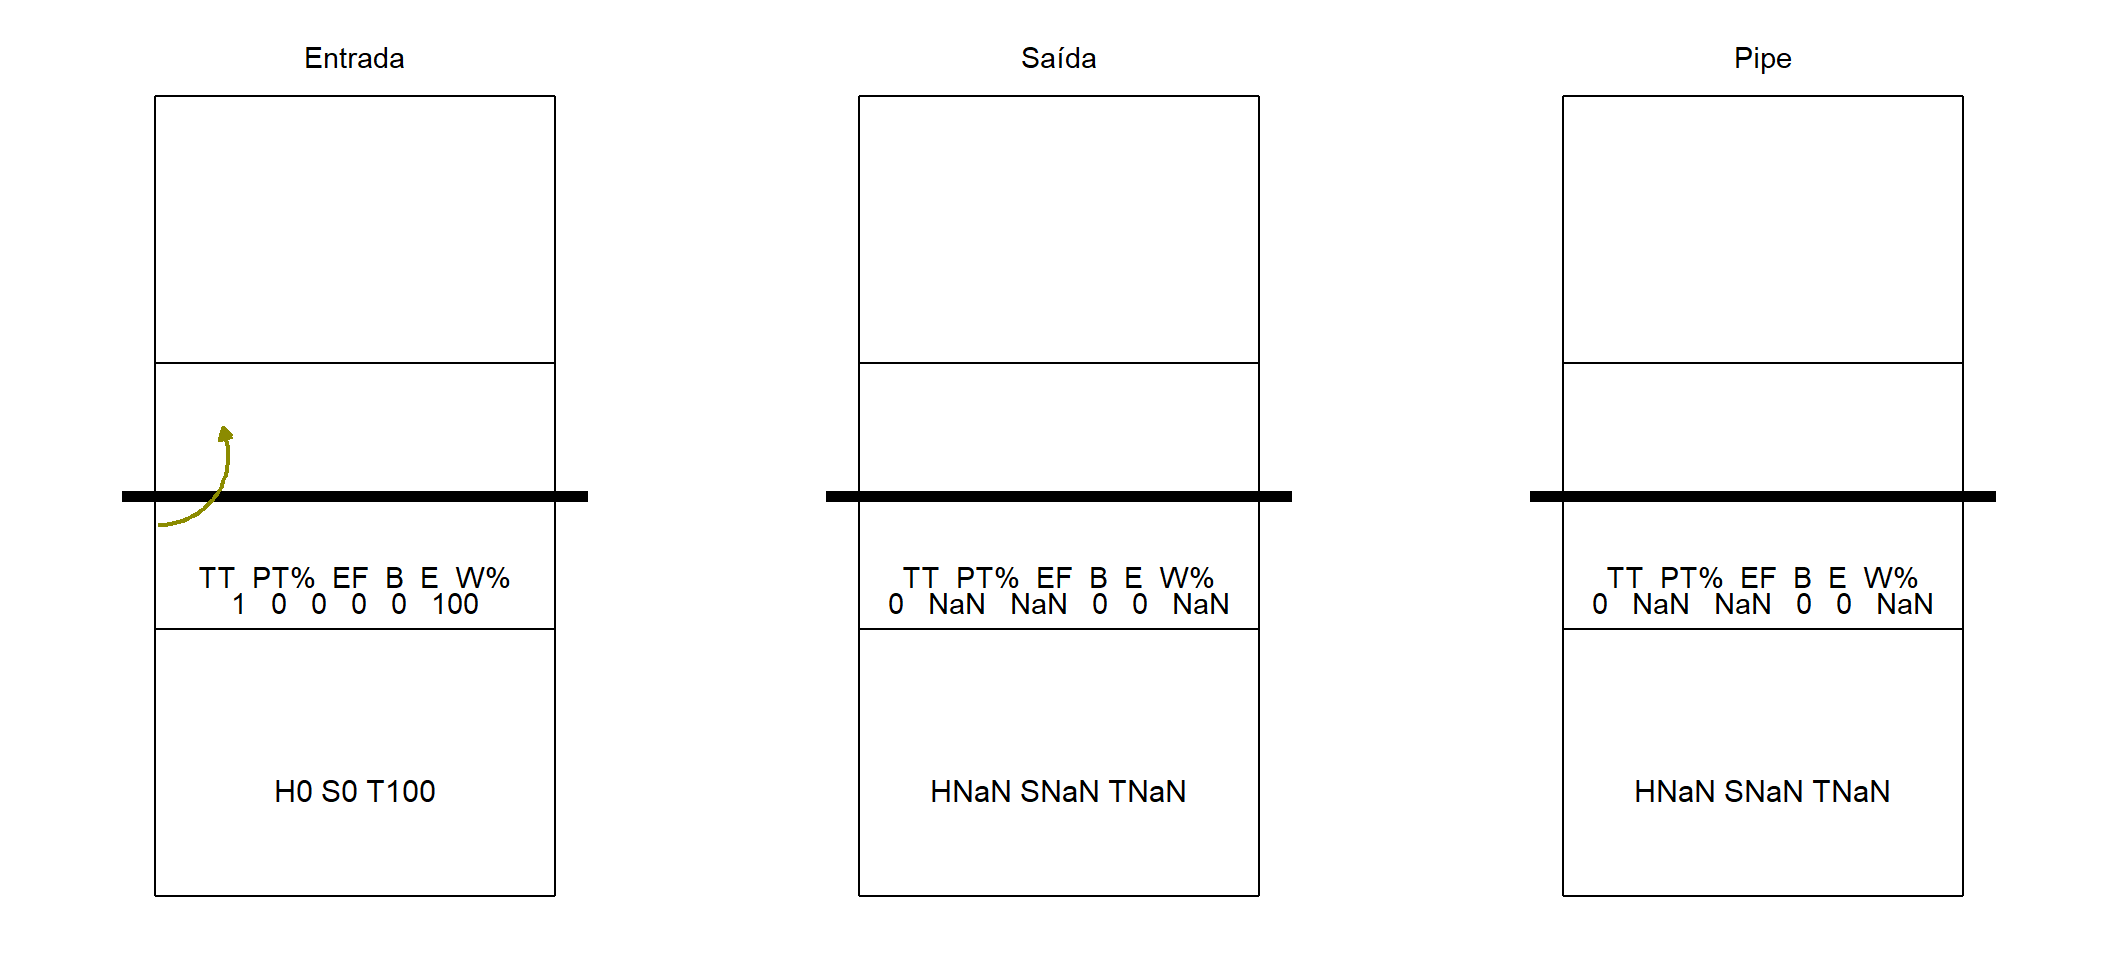 Entrada
TT PT% EF B E W%
1 0 0 0 0 100
H0 S0 T100
Saída
TT PT% EF B E W%
0 NaN NaN 0 0 NaN
HNaN SNaN TNaN
Pipe
TT PT% EF B E W%
0 NaN NaN 0 0 NaN
HNaN SNaN TNaN